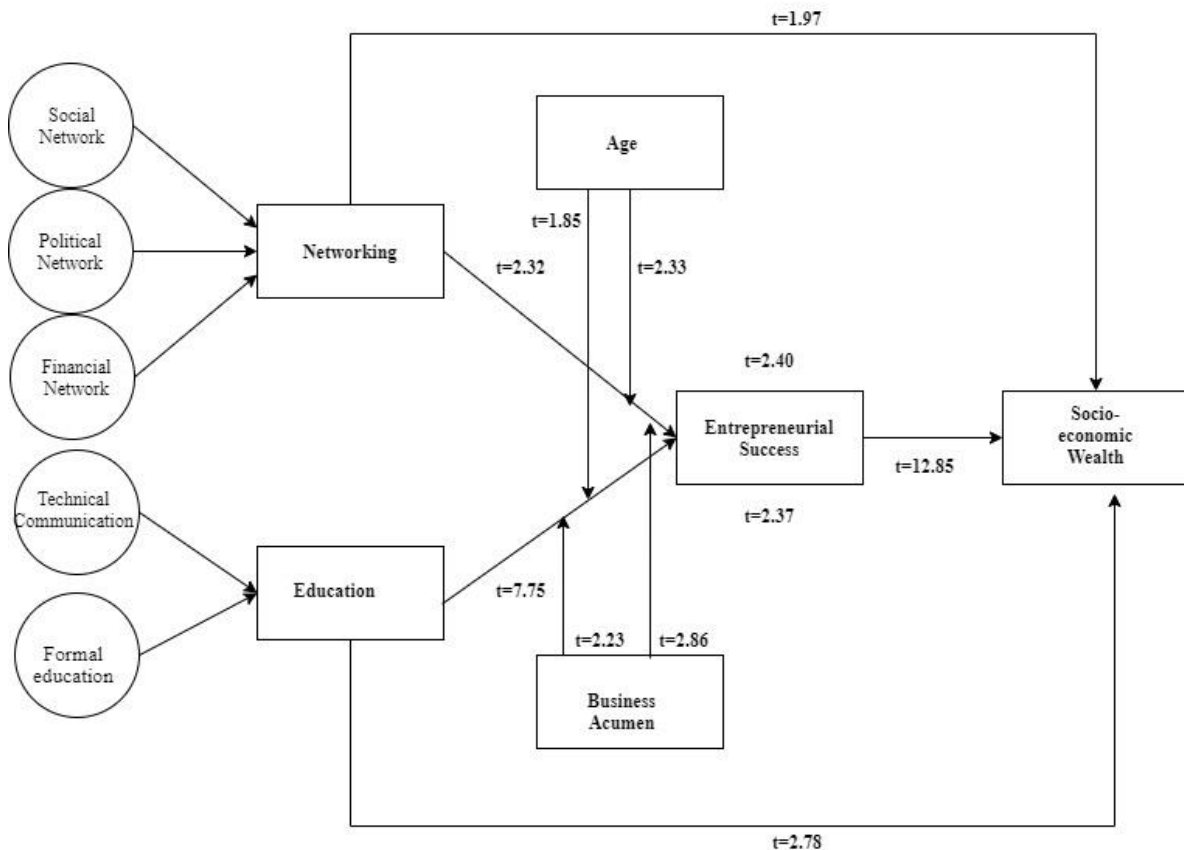 t=1.97
Social
Network
Age
Political
Network
Networking
t=1.85
t=2.32
t=2.33
Financial
Network
t=2.40
Entrepreneurial
Success
Socio-
economic
Wealth
t=12.85
Technical
Communication
t=2.37
Education
t=7.75
t=2.23
t=2.86
Formal
education
Business
Acumen
t=2.78